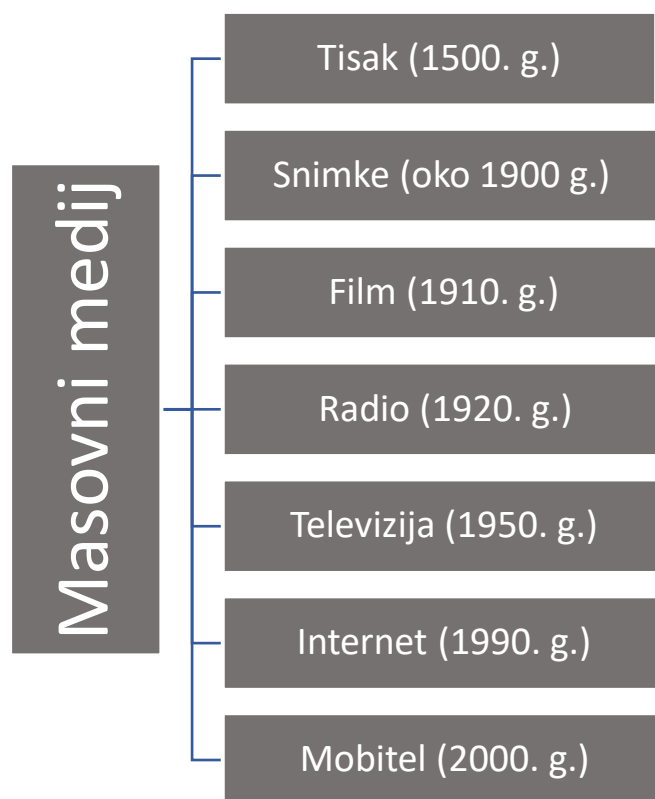 Masovni medij
Tisak (1500. g.)
Snimke (oko 1900 g.)
Film (1910. g.)
Radio (1920. g.)
Televizija (1950. g.)
Internet (1990. g.)
Mobitel (2000. g.)